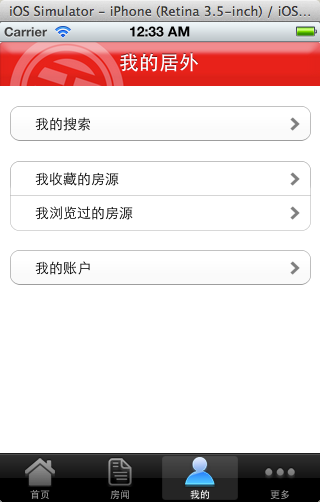 iOS Simulator - iPhone (Retina 3.5-inch) / iOS...
Carrier 12:33 AM
我的居外
我的搜索
我收藏的房源
我浏览过的房源
我的账户
首页 房闻 我的 更多